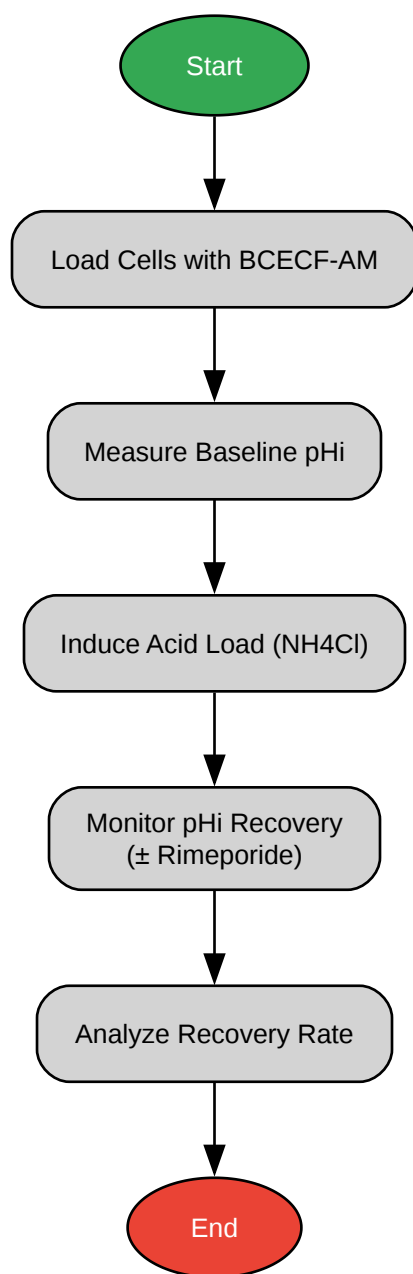 Start
Load Cells with BCECF-AM
Measure Baseline pHi
Induce Acid Load (NH4Cl)
Monitor pHi Recovery
(± Rimeporide)
Analyze Recovery Rate
End